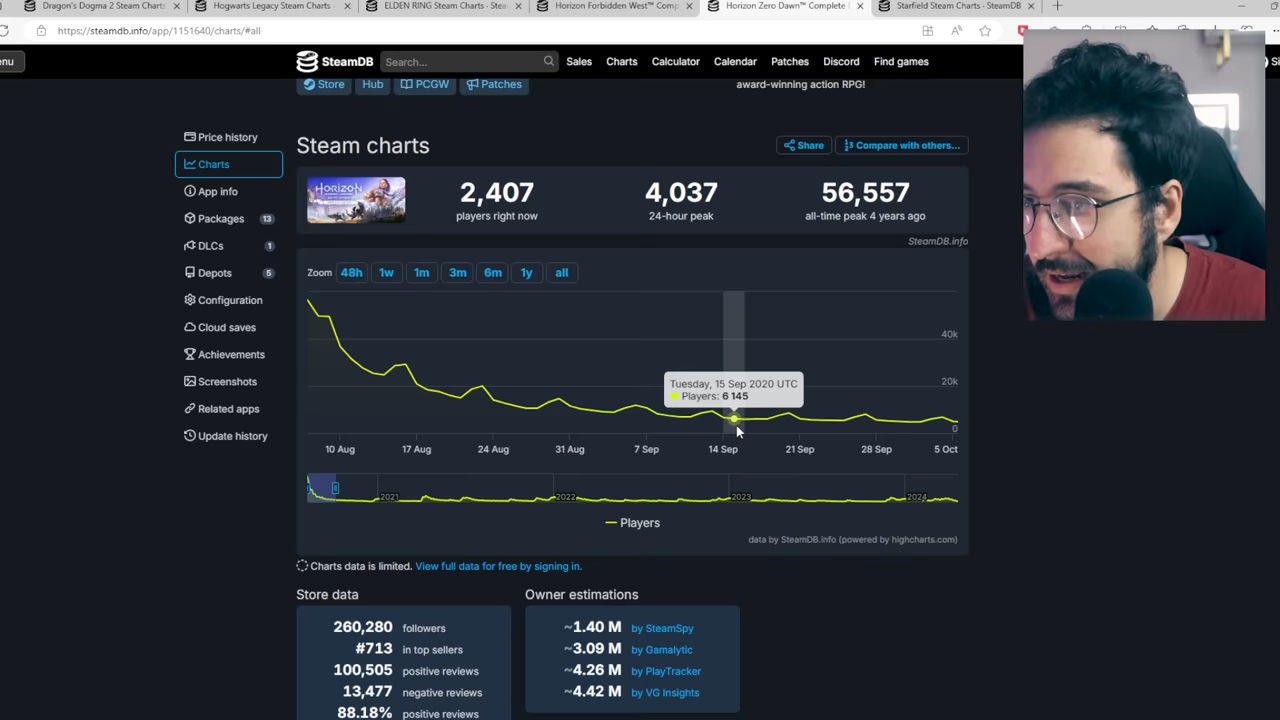 Dragon's Dogma 2 Steam Charts
Hogwarts Legacy Steam Charts
ELDEN RING Steam Charts · Steam
Horizon Forbidden West™ Comp
Horizon Zero Dawn™ Complete
Starfield Steam Charts · SteamDB
https://steamdb.info/app/1151640/charts/#all
enu
SteamDB
Search...
Sales
Charts
Calculator
Calendar
Patches
Discord
Find games
Store
Hub
PCGW
Patches
award-winning action RPG!
Price history
Charts
App info
Packages 13
DLCs 1
Depots 5
Configuration
Cloud saves
Achievements
Screenshots
Related apps
Update history
Steam charts
Share
Compare with others...
HORIZON
2,407
players right now
4,037
24-hour peak
56,557
all-time peak 4 years ago
SteamDB.info
Zoom 48h 1w 1m 3m 6m 1y all
40k
20k
0
Tuesday, 15 Sep 2020 UTC
Players: 6 145
10 Aug 17 Aug 24 Aug 31 Aug 7 Sep 14 Sep 21 Sep 28 Sep 5 Oct
2021 2022 2023 2024
Players
data by SteamDB.info (powered by highcharts.com)
Charts data is limited. View full data for free by signing in.
Store data
260,280 followers
#713 in top sellers
100,505 positive reviews
13,477 negative reviews
88.18% positive reviews
Owner estimations
~1.40 M by SteamSpy
~3.09 M by Gamalytic
~4.26 M by PlayTracker
~4.42 M by VG Insights